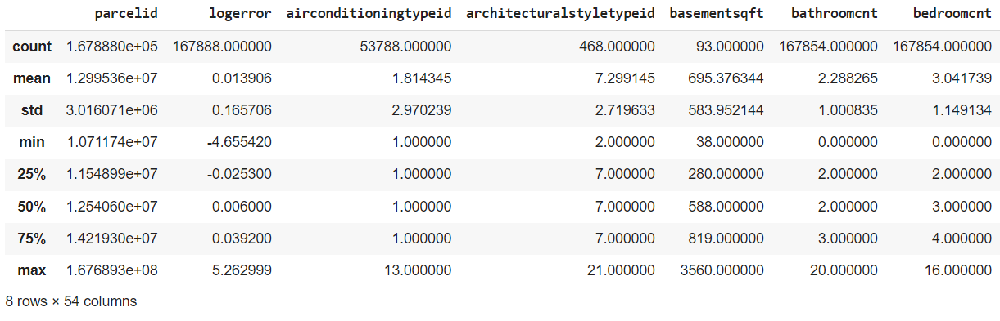 parcelid logerror airconditioningtypeid architecturalstyletypeid basementsqft bathroomcnt bedroomcnt
count 1.678880e+05 167888.000000 53788.000000 468.000000 93.000000 167854.000000 167854.000000
mean 1.299536e+07 0.013906 1.814345 7.299145 695.376344 2.288265 3.041739
std 3.016071e+06 0.165706 2.970239 2.719633 583.952144 1.000835 1.149134
min 1.071174e+07 -4.655420 1.000000 2.000000 38.000000 0.000000 0.000000
25% 1.154899e+07 -0.025300 1.000000 7.000000 280.000000 2.000000 2.000000
50% 1.254060e+07 0.006000 1.000000 7.000000 588.000000 2.000000 3.000000
75% 1.421930e+07 0.039200 1.000000 7.000000 819.000000 3.000000 4.000000
max 1.676893e+08 5.262999 13.000000 21.000000 3560.000000 20.000000 16.000000
8 rows × 54 columns